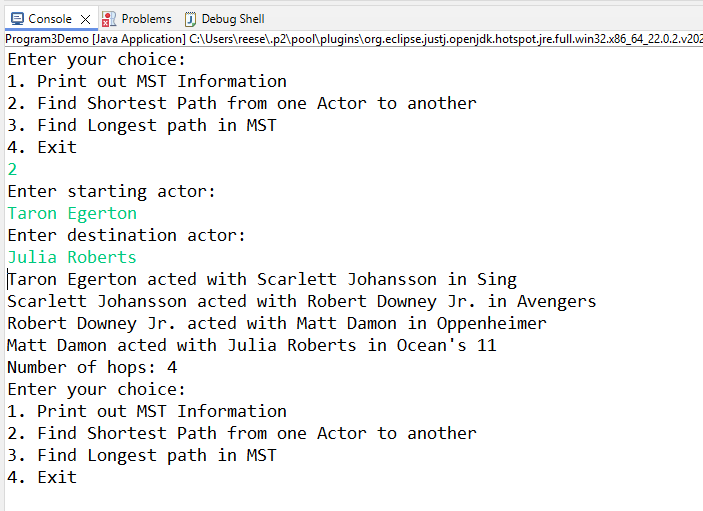 Console Problems Debug Shell
Program3Demo [Java Application] C:\Users\reese\.p2\pool\plugins\org.eclipse.justj.openjdk.hotspot.jre.full.win32.x86_64_22.0.2.v202
Enter your choice:
1. Print out MST Information
2. Find Shortest Path from one Actor to another
3. Find Longest path in MST
4. Exit
2
Enter starting actor:
Taron Egerton
Enter destination actor:
Julia Roberts
Taron Egerton acted with Scarlett Johansson in Sing
Scarlett Johansson acted with Robert Downey Jr. in Avengers
Robert Downey Jr. acted with Matt Damon in Oppenheimer
Matt Damon acted with Julia Roberts in Ocean's 11
Number of hops: 4
Enter your choice:
1. Print out MST Information
2. Find Shortest Path from one Actor to another
3. Find Longest path in MST
4. Exit